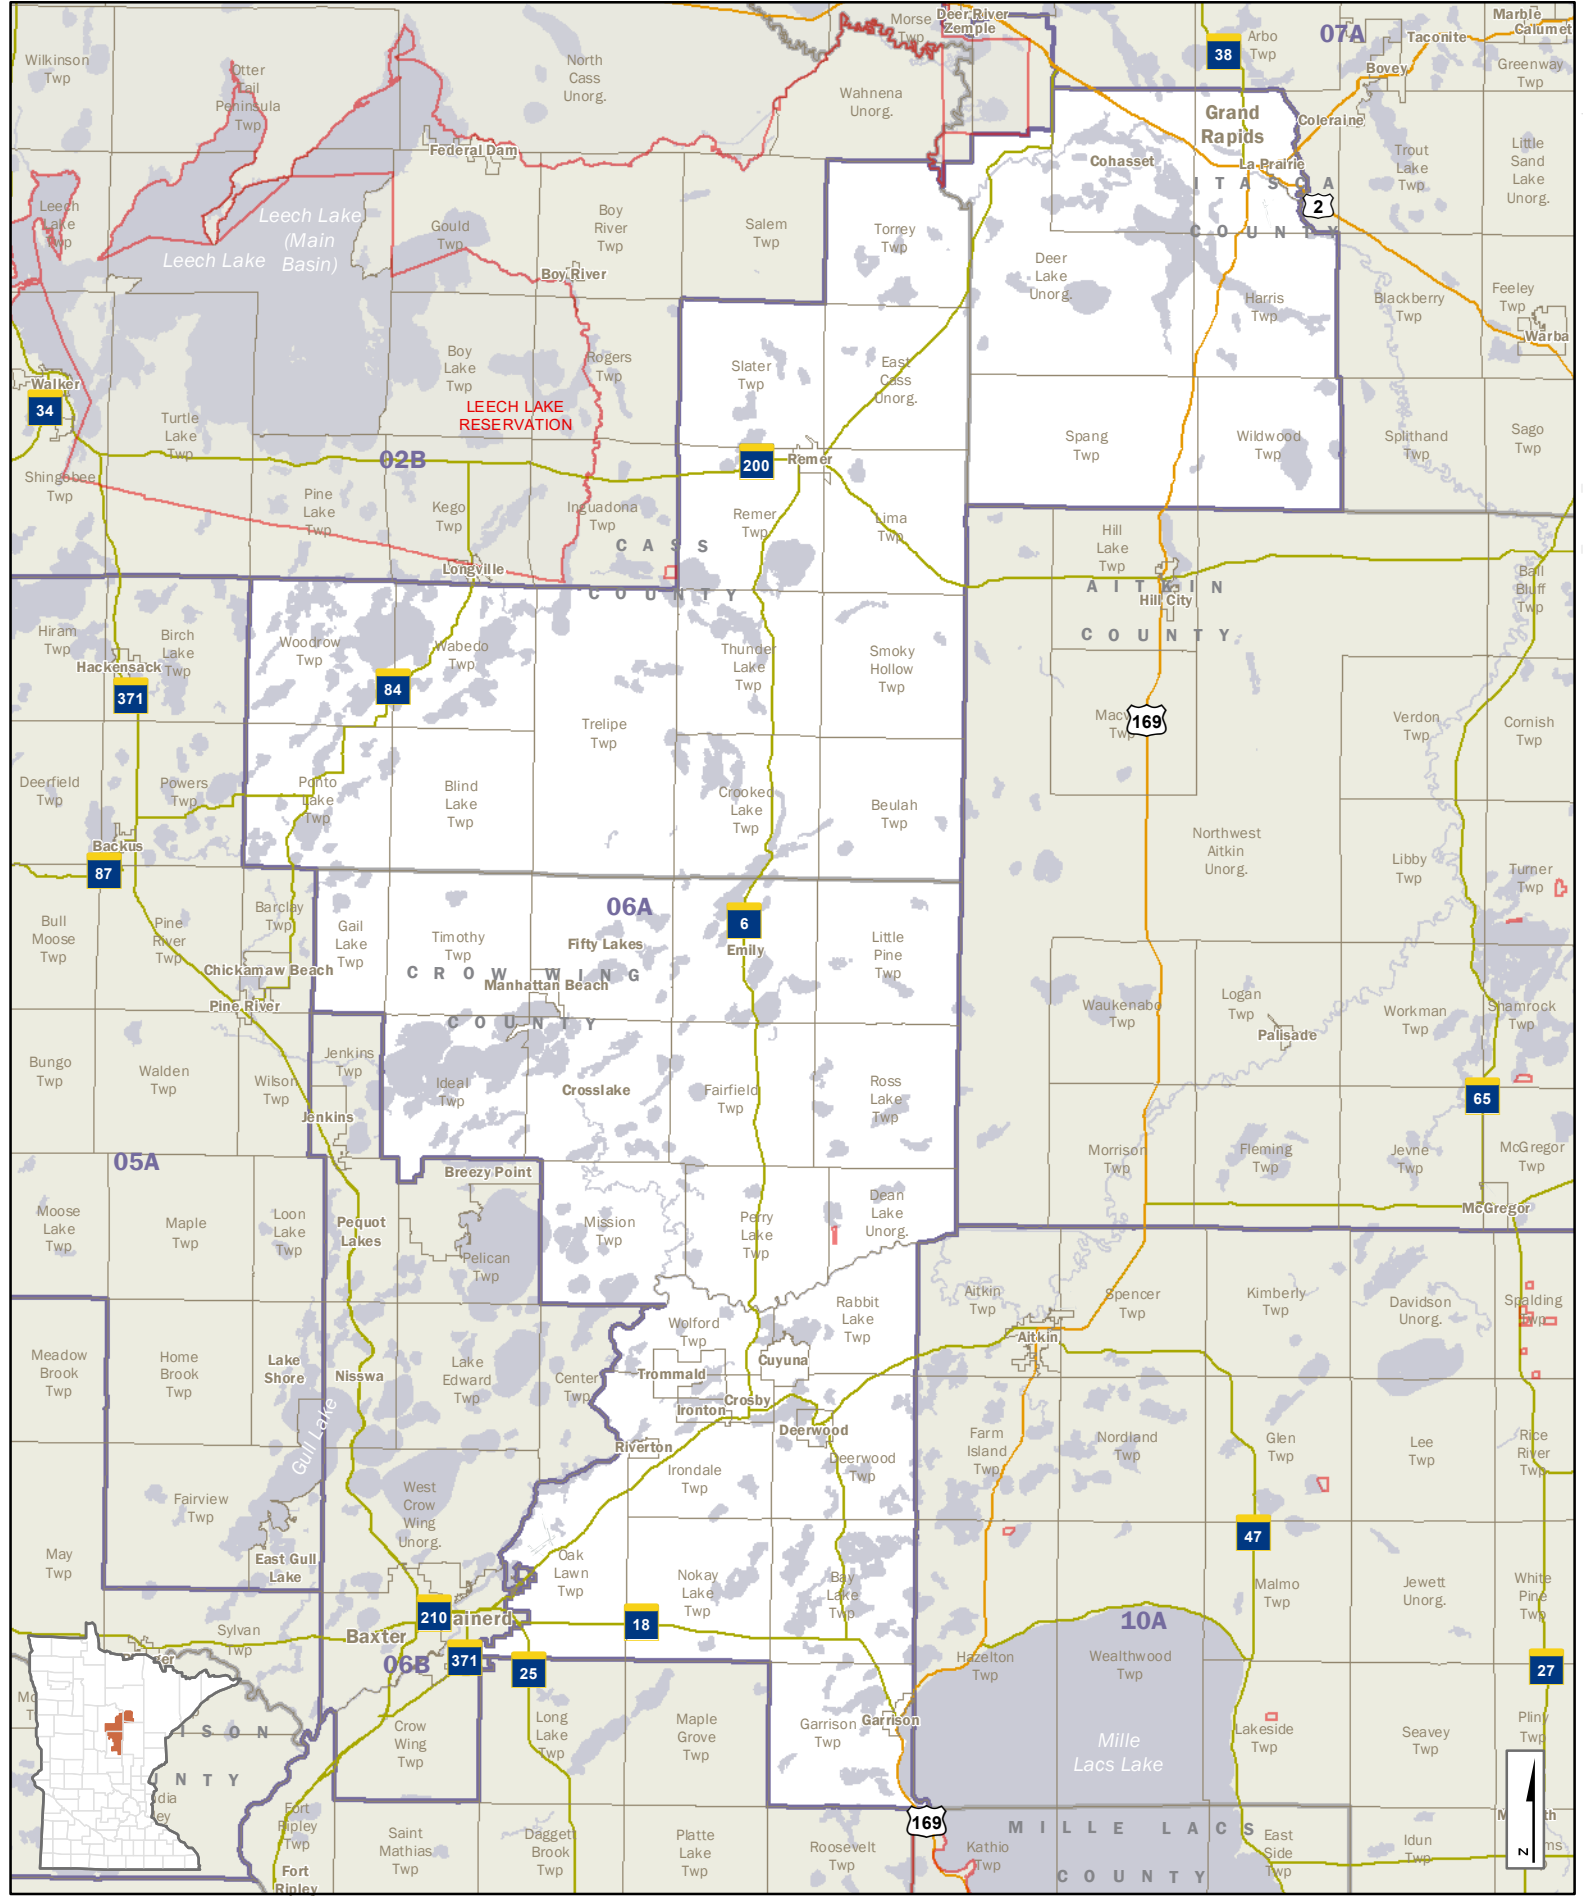 Wilkinson
Twp
Otter
Tail
Peninsula
Twp
North
Cass
Unorg.
Morse
Twp
Deer River
Zemple
Wahnena
Unorg.
38
Arbo
Twp
07A
Marble
Calumet
Taconite
Bovey
Greenway
Twp
Grand
Rapids
Coleraine
Federal Dam
Cohasset
La Prairie
Trout
Lake
Twp
Little
Sand
Lake
Unorg.
ITASCA
COUNTY
2
Leech
Lake
Twp
Leech Lake
(Main
Basin)
Leech Lake
Gould
Twp
Boy
River
Twp
Salem
Twp
Torrey
Twp
Boy River
Deer
Lake
Unorg.
Harris
Twp
Blackberry
Twp
Feeley
Twp
Warba
Walker
34
Boy
Lake
Twp
Rogers
Twp
Slater
Twp
East
Cass
Unorg.
LEECH LAKE
RESERVATION
Turtle
Lake
Twp
02B
200
Remer
Spang
Twp
Wildwood
Twp
Splithand
Twp
Sago
Twp
Shingobee
Twp
Pine
Lake
Twp
Kego
Twp
Inguadona
Twp
Remer
Twp
Lima
Twp
CASS
COUNTY
Longville
Hill
Lake
Twp
AITKIN
COUNTY
Hill City
Ball
Bluff
Twp
Hiram
Twp
Birch
Lake
Twp
Hackensack
371
Woodrow
Twp
Wabedo
Twp
84
Thunder
Lake
Twp
Smoky
Hollow
Twp
Trelipe
Twp
169
Verdon
Twp
Cornish
Twp
Deerfield
Twp
Powers
Twp
Ponto
Lake
Twp
Blind
Lake
Twp
Crooked
Lake
Twp
Beulah
Twp
Backus
87
Northwest
Aitkin
Unorg.
Libby
Twp
Turner
Twp
Bull
Moose
Twp
Pine
River
Twp
Barclay
Twp
Gail
Lake
Twp
Timothy
Twp
06A
Fifty Lakes
6
Emily
Little
Pine
Twp
Chickamaw Beach
CROW WING
COUNTY
Manhattan Beach
Pine River
Waukenabo
Twp
Logan
Twp
Palisade
Workman
Twp
Shamrock
Twp
Bungo
Twp
Walden
Twp
Wilson
Twp
Jenkins
Twp
Jenkins
Ideal
Twp
Crosslake
Fairfield
Twp
Ross
Lake
Twp
65
05A
Breezy Point
Morrison
Twp
Fleming
Twp
Jevne
Twp
McGregor
Twp
McGregor
Moose
Lake
Twp
Maple
Twp
Loon
Lake
Twp
Pequot
Lakes
Pelican
Twp
Mission
Twp
Perry
Lake
Twp
Dean
Lake
Unorg.
Rabbit
Lake
Twp
Aitkin
Twp
Spencer
Twp
Kimberly
Twp
Davidson
Unorg.
Spalding
Twp
Wolford
Twp
Aitkin
Meadow
Brook
Twp
Home
Brook
Twp
Lake
Shore
Nisswa
Lake
Edward
Twp
Center
Twp
Trommald
Cuyuna
Crosby
Ironton
Deerwood
Riverton
Gull Lake
Irondale
Twp
Deerwood
Twp
Farm
Island
Twp
Nordland
Twp
Glen
Twp
Lee
Twp
Rice
River
Twp
Fairview
Twp
West
Crow
Wing
Unorg.
47
May
Twp
East Gull
Lake
Oak
Lawn
Twp
Nokay
Lake
Twp
Bay
Lake
Twp
Malmo
Twp
Jewett
Unorg.
White
Pine
Twp
210
ainerd
18
10A
Sylvan
Twp
Baxter
06B
371
25
Hazelton
Twp
Wealthwood
Twp
27
ger
ISON
UNTY
Crow
Wing
Twp
Long
Lake
Twp
Maple
Grove
Twp
Garrison
Twp
Garrison
Mille
Lacs Lake
Lakeside
Twp
Seavey
Twp
Pliny
Twp
Fort
Ripley
Twp
Fort
Ripley
Saint
Mathias
Twp
Daggett
Brook
Twp
Platte
Lake
Twp
Roosevelt
Twp
169
Kathio
Twp
MILLE LACS
COUNTY
East
Side
Twp
Idun
Twp
N